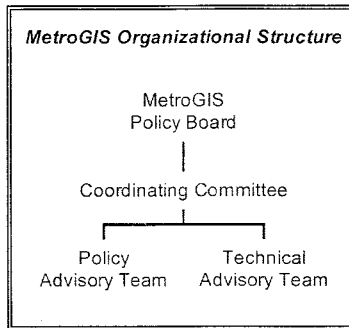 MetroGIS Organizational Structure
MetroGIS
Policy Board
Coordinating Committee
Policy
Advisory Team
Technical
Advisory Team